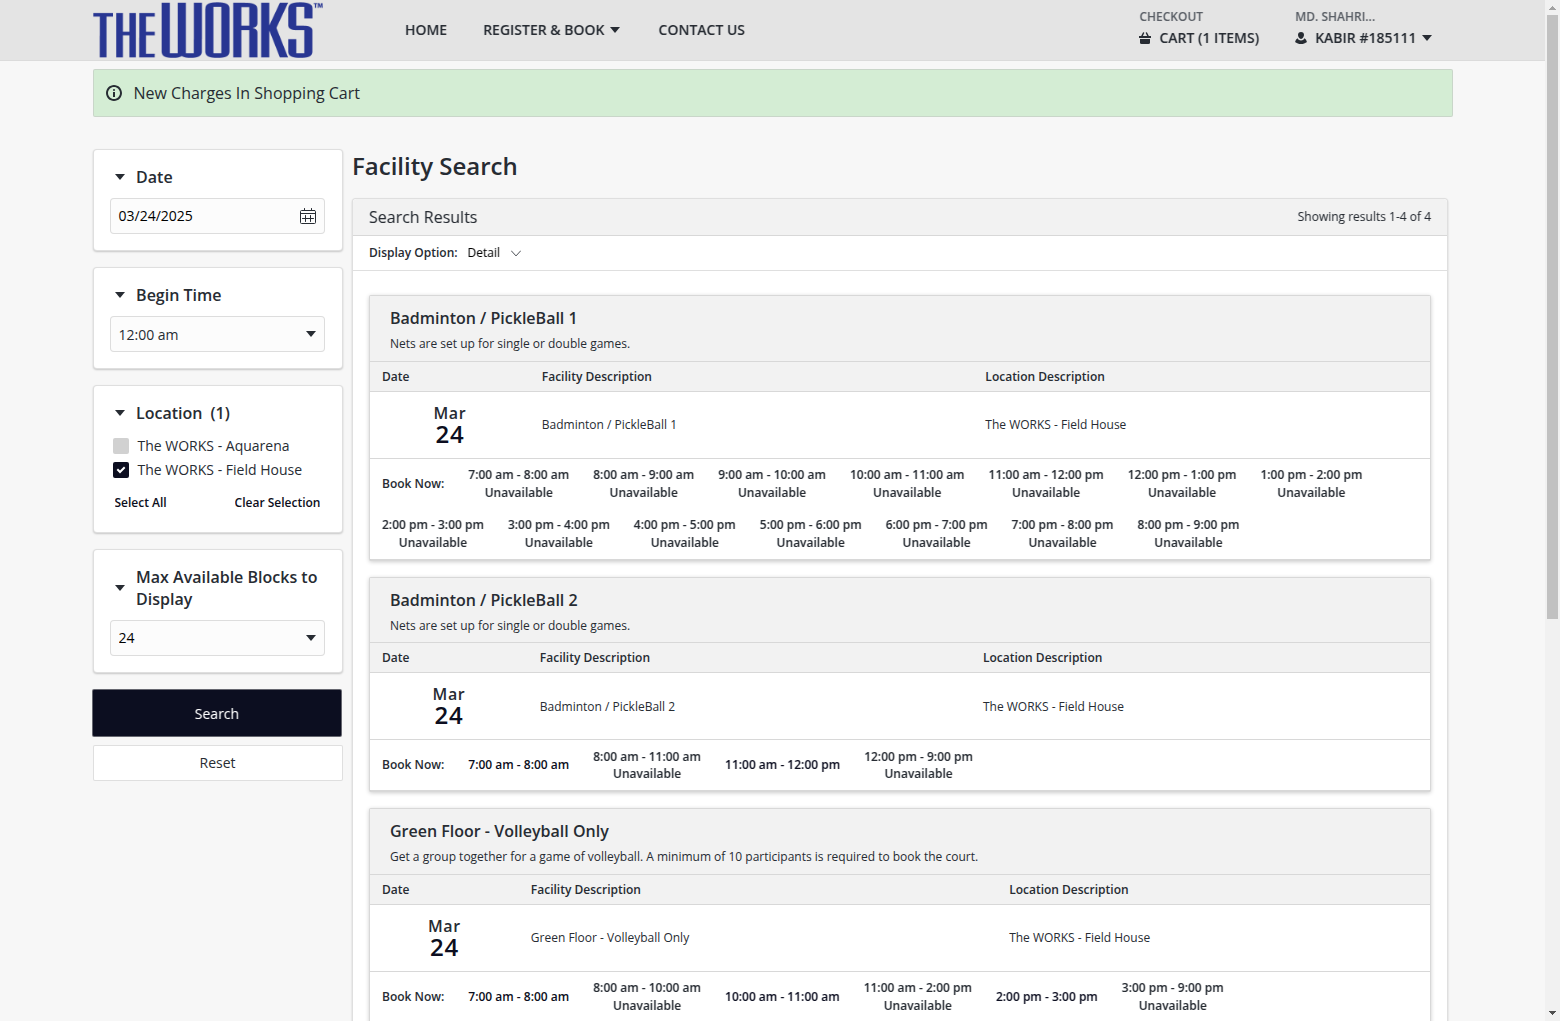 THE WORKS™
HOME
REGISTER & BOOK
CONTACT US
CHECKOUT
CART (1 ITEMS)
MD. SHAHRI...
KABIR #185111
New Charges In Shopping Cart
Date
03/24/2025
Begin Time
12:00 am
Location (1)
The WORKS - Aquarena
The WORKS - Field House
Select All
Clear Selection
Max Available Blocks to
Display
24
Search
Reset
Facility Search
Search Results
Showing results 1-4 of 4
Display Option: Detail
Badminton / PickleBall 1
Nets are set up for single or double games.
Date Facility Description Location Description
Mar
24
Badminton / PickleBall 1
The WORKS - Field House
Book Now:
7:00 am - 8:00 am
Unavailable
8:00 am - 9:00 am
Unavailable
9:00 am - 10:00 am
Unavailable
10:00 am - 11:00 am
Unavailable
11:00 am - 12:00 pm
Unavailable
12:00 pm - 1:00 pm
Unavailable
1:00 pm - 2:00 pm
Unavailable
2:00 pm - 3:00 pm
Unavailable
3:00 pm - 4:00 pm
Unavailable
4:00 pm - 5:00 pm
Unavailable
5:00 pm - 6:00 pm
Unavailable
6:00 pm - 7:00 pm
Unavailable
7:00 pm - 8:00 pm
Unavailable
8:00 pm - 9:00 pm
Unavailable
Badminton / PickleBall 2
Nets are set up for single or double games.
Date Facility Description Location Description
Mar
24
Badminton / PickleBall 2
The WORKS - Field House
Book Now:
7:00 am - 8:00 am
8:00 am - 11:00 am
Unavailable
11:00 am - 12:00 pm
12:00 pm - 9:00 pm
Unavailable
Green Floor - Volleyball Only
Get a group together for a game of volleyball. A minimum of 10 participants is required to book the court.
Date Facility Description Location Description
Mar
24
Green Floor - Volleyball Only
The WORKS - Field House
Book Now:
7:00 am - 8:00 am
8:00 am - 10:00 am
Unavailable
10:00 am - 11:00 am
11:00 am - 2:00 pm
Unavailable
2:00 pm - 3:00 pm
3:00 pm - 9:00 pm
Unavailable